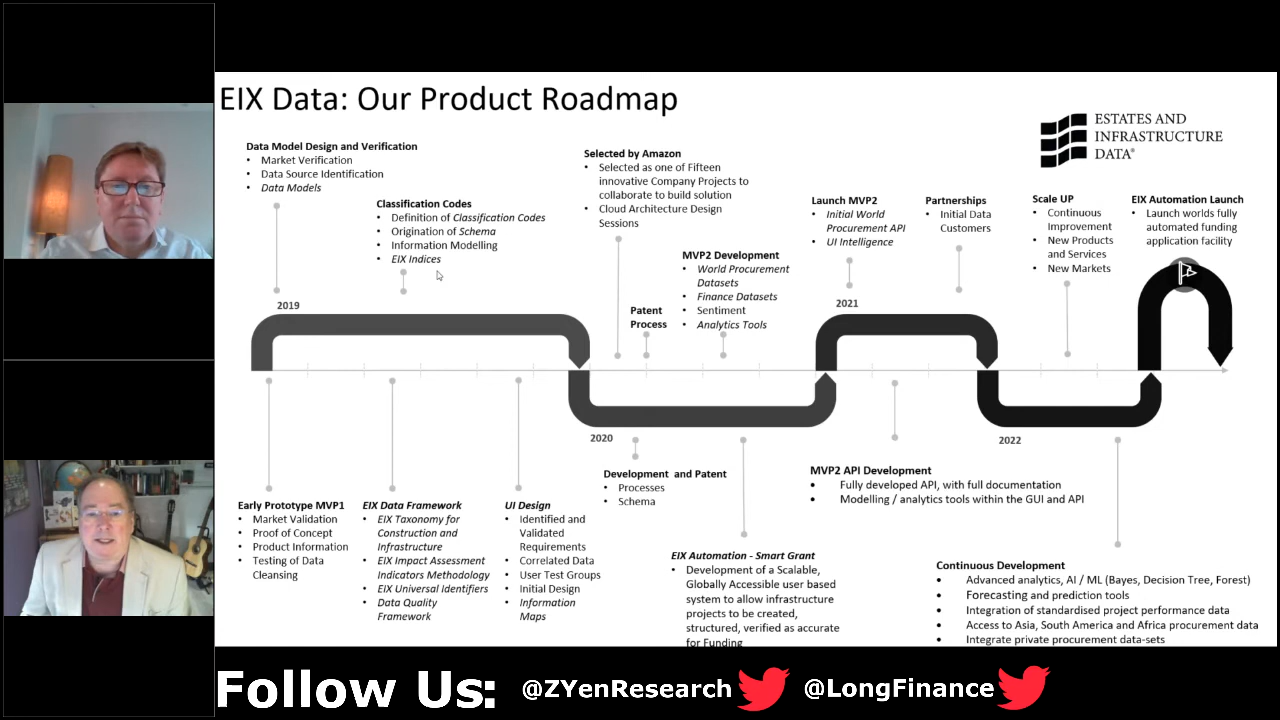 EIX Data: Our Product Roadmap
ESTATES AND
INFRASTRUCTURE
DATA®
Data Model Design and Verification
• Market Verification
• Data Source Identification
• Data Models
Classification Codes
• Definition of Classification Codes
• Origination of Schema
• Information Modelling
• EIX Indices
Selected by Amazon
• Selected as one of Fifteen
innovative Company Projects to
collaborate to build solution
• Cloud Architecture Design
Sessions
Patent
Process
MVP2 Development
• World Procurement
Datasets
• Finance Datasets
• Sentiment
• Analytics Tools
Launch MVP2
• Initial World
Procurement API
• UI Intelligence
Partnerships
• Initial Data
Customers
Scale UP
• Continuous
Improvement
• New Products
and Services
• New Markets
EIX Automation Launch
• Launch worlds fully
automated funding
application facility
2019
2021
2020
2022
Early Prototype MVP1
• Market Validation
• Proof of Concept
• Product Information
• Testing of Data
Cleansing
EIX Data Framework
• EIX Taxonomy for
Construction and
Infrastructure
• EIX Impact Assessment
Indicators Methodology
• EIX Universal Identifiers
• Data Quality
Framework
UI Design
• Identified and
Validated
Requirements
• Correlated Data
• User Test Groups
• Initial Design
• Information
Maps
Development and Patent
• Processes
• Schema
EIX Automation - Smart Grant
• Development of a Scalable,
Globally Accessible user based
system to allow infrastructure
projects to be created,
structured, verified as accurate
for Funding
MVP2 API Development
• Fully developed API, with full documentation
• Modelling / analytics tools within the GUI and API
Continuous Development
• Advanced analytics, AI / ML (Bayes, Decision Tree, Forest)
• Forecasting and prediction tools
• Integration of standardised project performance data
• Access to Asia, South America and Africa procurement data
• Integrate private procurement data-sets
Follow Us: @ZYenResearch @LongFinance